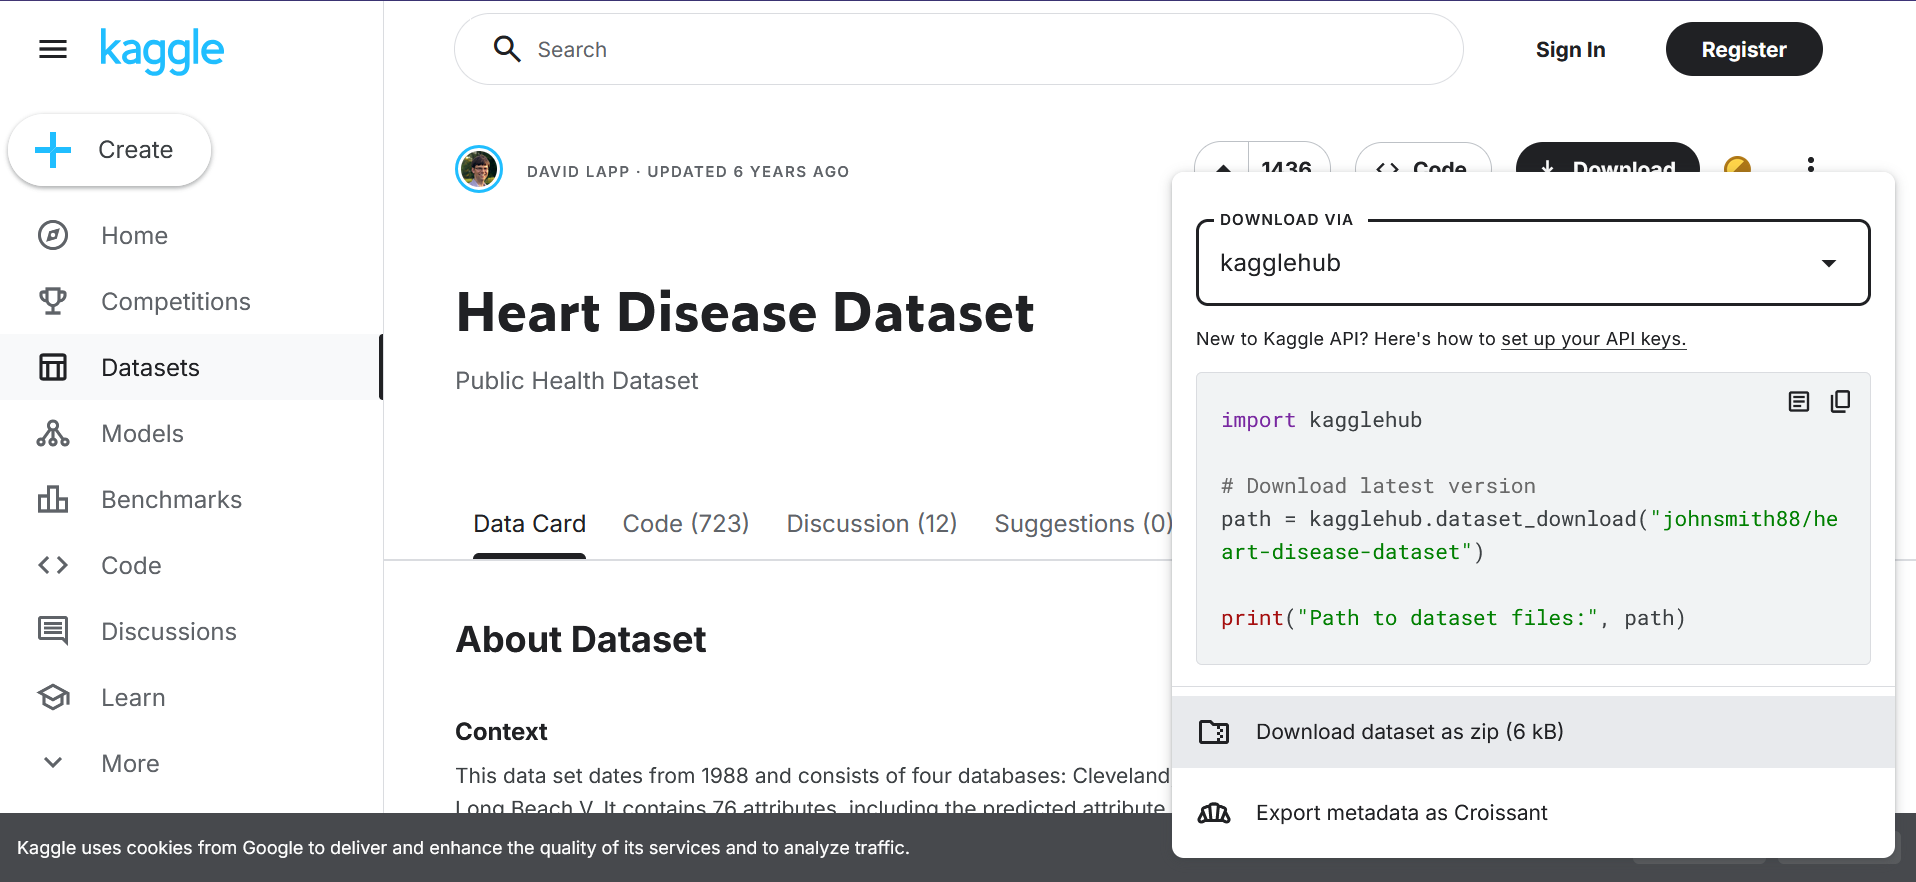 kaggle
Search
Sign In
Register
Create
Home
Competitions
Datasets
Models
Benchmarks
Code
Discussions
Learn
More
DAVID LAPP · UPDATED 6 YEARS AGO
1436
Code
Download
Heart Disease Dataset
Public Health Dataset
Data Card
Code (723)
Discussion (12)
Suggestions (0)
About Dataset
Context
This data set dates from 1988 and consists of four databases: Cleveland
Long Beach V. It contains 76 attributes, including the predicted attribute
DOWNLOAD VIA
kagglehub
New to Kaggle API? Here's how to set up your API keys.
import kagglehub
# Download latest version
path = kagglehub.dataset_download("johnsmith88/he
art-disease-dataset")
print("Path to dataset files:", path)
Download dataset as zip (6 kB)
Export metadata as Croissant
Kaggle uses cookies from Google to deliver and enhance the quality of its services and to analyze traffic.